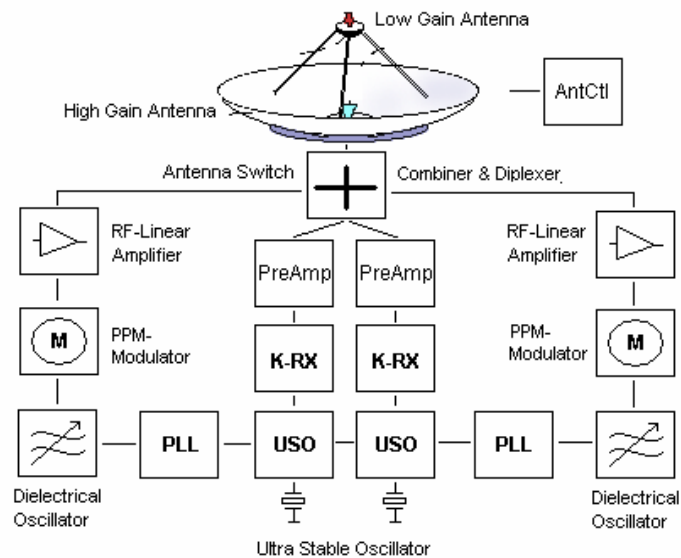 Low Gain Antenna
AntCtl
High Gain Antenna
Antenna Switch
Combiner & Diplexer.
RF-Linear
Amplifier
RF-Linear
Amplifier
PreAmp
PreAmp
M
PPM-
Modulator
K-RX
K-RX
PPM-
Modulator
M
PLL
USO
USO
PLL
Dielectrical
Oscillator
Dielectrical
Oscillator
Ultra Stable Oscillator